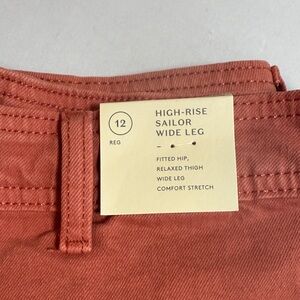 12
REG
HIGH-RISE
SAILOR
WIDE LEG
FITTED HIP,
RELAXED THIGH
WIDE LEG
COMFORT STRETCH